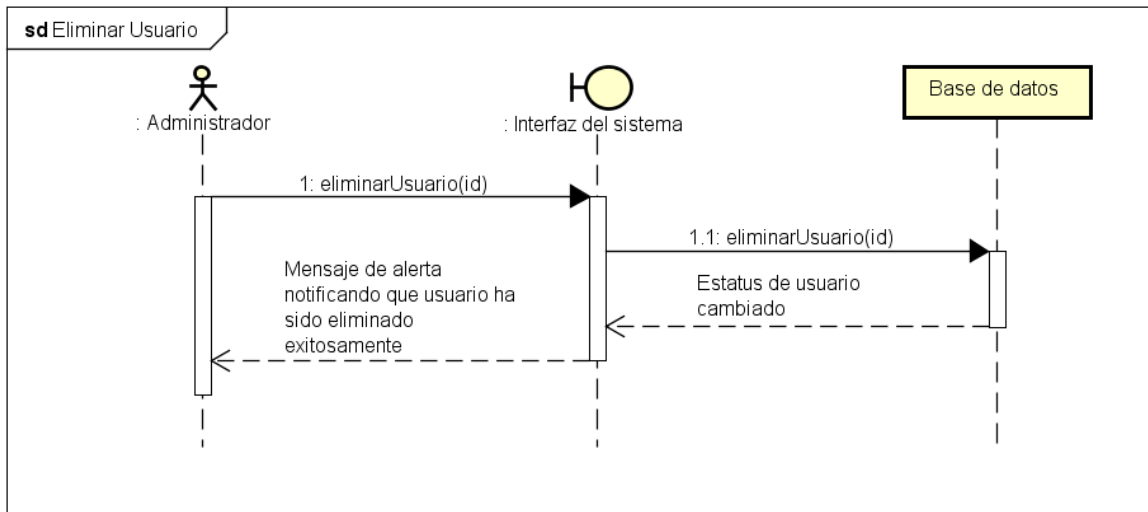 sd Eliminar Usuario
: Administrador
: Interfaz del sistema
Base de datos
1: eliminarUsuario(id)
1.1: eliminarUsuario(id)
Mensaje de alerta
notificando que usuario ha
sido eliminado
exitosamente
Estatus de usuario
cambiado